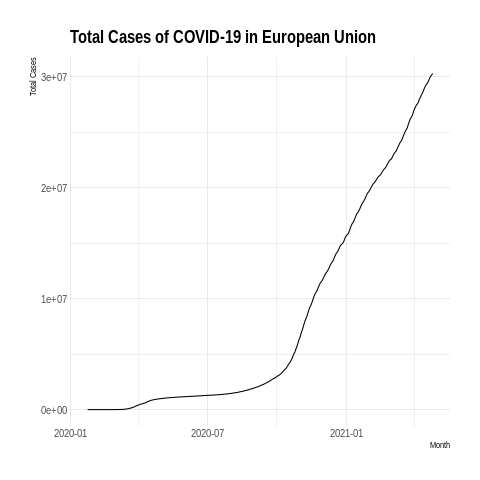 Total Cases of COVID-19 in European Union
Total Cases
3e+07
2e+07
1e+07
0e+00
2020-01 2020-07 2021-01
Month